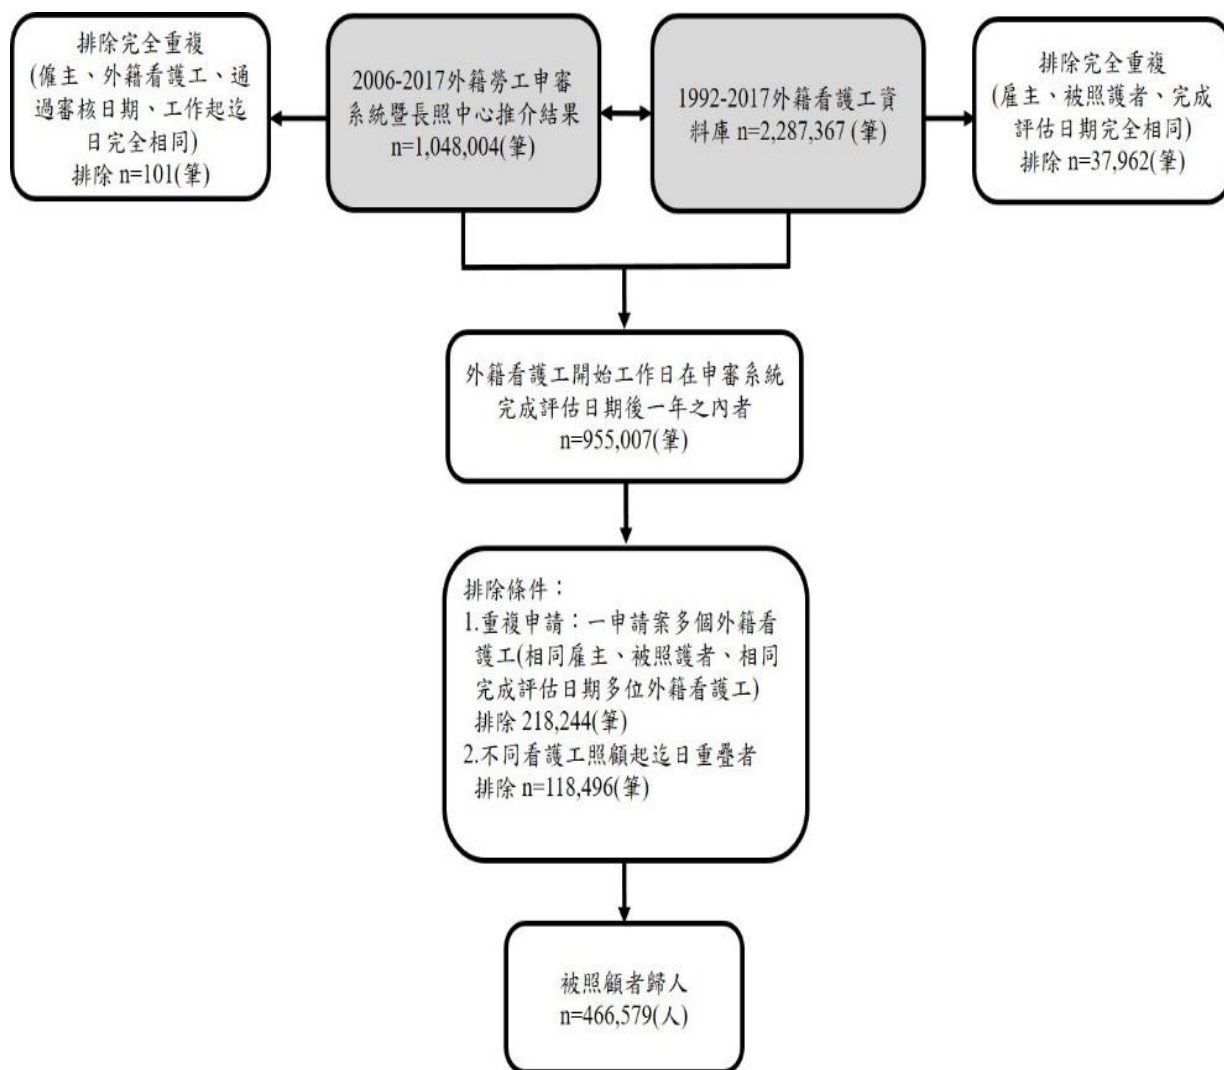 排除完全重複
(僱主、外籍看護工、通
過審核日期、工作起迄
日完全相同)
排除 n=101(筆)
2006-2017外籍勞工申審
系統暨長照中心推介結果
n=1,048,004(筆)
1992-2017外籍看護工資
料庫 n=2,287,367 (筆)
排除完全重複
(雇主、被照護者、完成
評估日期完全相同)
排除 n=37,962(筆)
外籍看護工開始工作日在申審系統
完成評估日期後一年之內者
n=955,007(筆)
排除條件：
1.重複申請：一申請案多個外籍看
護工(相同雇主、被照護者、相同
完成評估日期多位外籍看護工)
排除 218,244(筆)
2.不同看護工照顧起迄日重疊者
排除 n=118,496(筆)
被照顧者歸人
n=466,579(人)